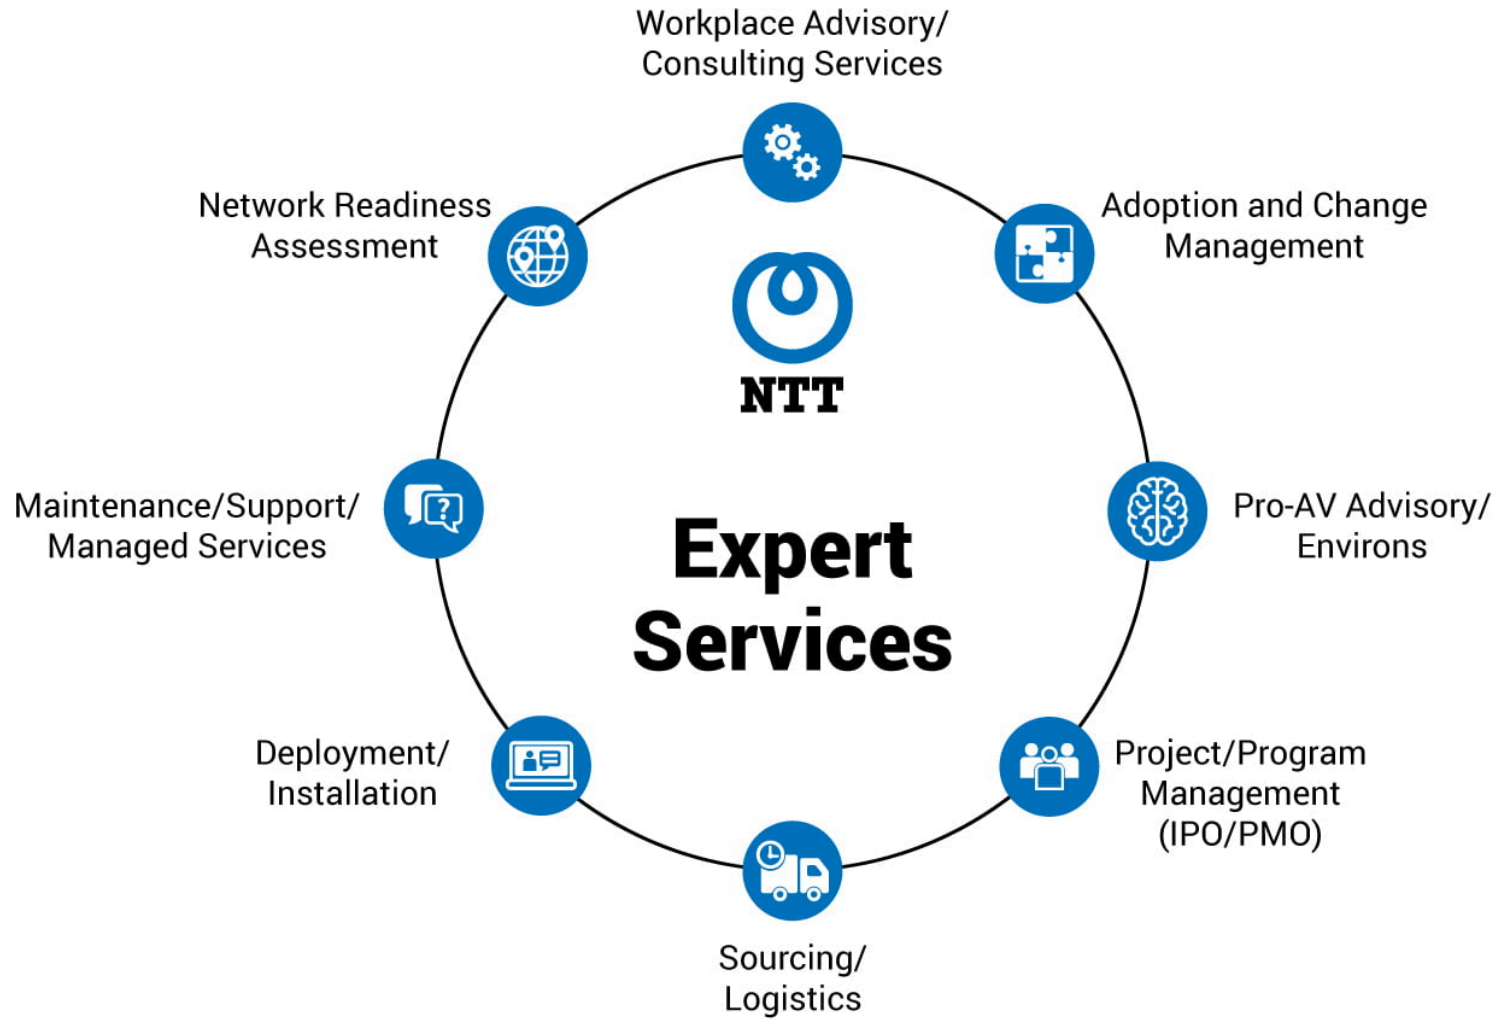 Workplace Advisory/
Consulting Services
Network Readiness
Assessment
Adoption and Change
Management
NTT
Maintenance/Support/
Managed Services
?
Pro-AV Advisory/
Environs
Expert
Services
Deployment/
Installation
Project/Program
Management
(IPO/PMO)
Sourcing/
Logistics